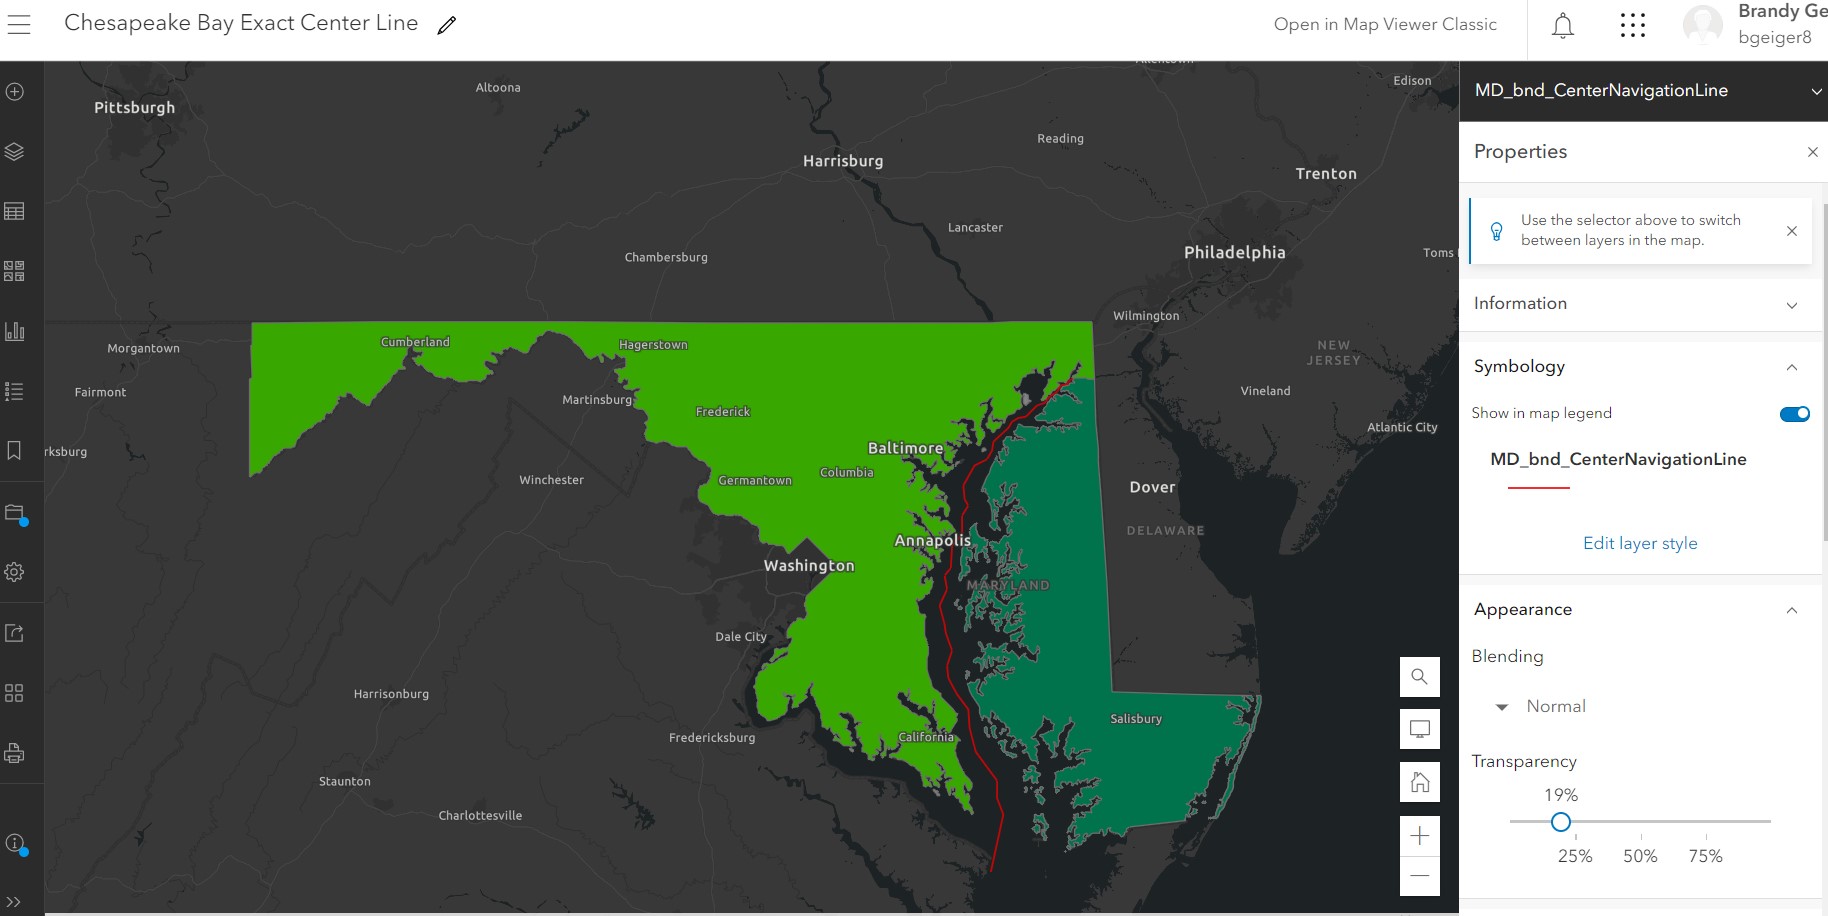 Chesapeake Bay Exact Center Line
Open in Map Viewer Classic
Brandy Ge
bgeiger8
MD_bnd_CenterNavigationLine
Properties
Use the selector above to switch
between layers in the map.
Information
Symbology
Show in map legend
MD_bnd_CenterNavigationLine
Edit layer style
Appearance
Blending
Normal
Transparency
19%
25% 50% 75%
Allentown
Edison
Altoona
Pittsburgh
Reading
Harrisburg
Trenton
Lancaster
Philadelphia
Toms
Chambersburg
Wilmington
Cumberland
Hagerstown
Morgantown
NEW
JERSEY
Fairmont
Martinsburg
Vineland
Frederick
Atlantic City
Baltimore
rksburg
Columbia
Germantown
Winchester
Dover
DELAWARE
Annapolis
Washington
MARYLAND
Dale City
Harrisonburg
Salisbury
Fredericksburg
California
Staunton
Charlottesville